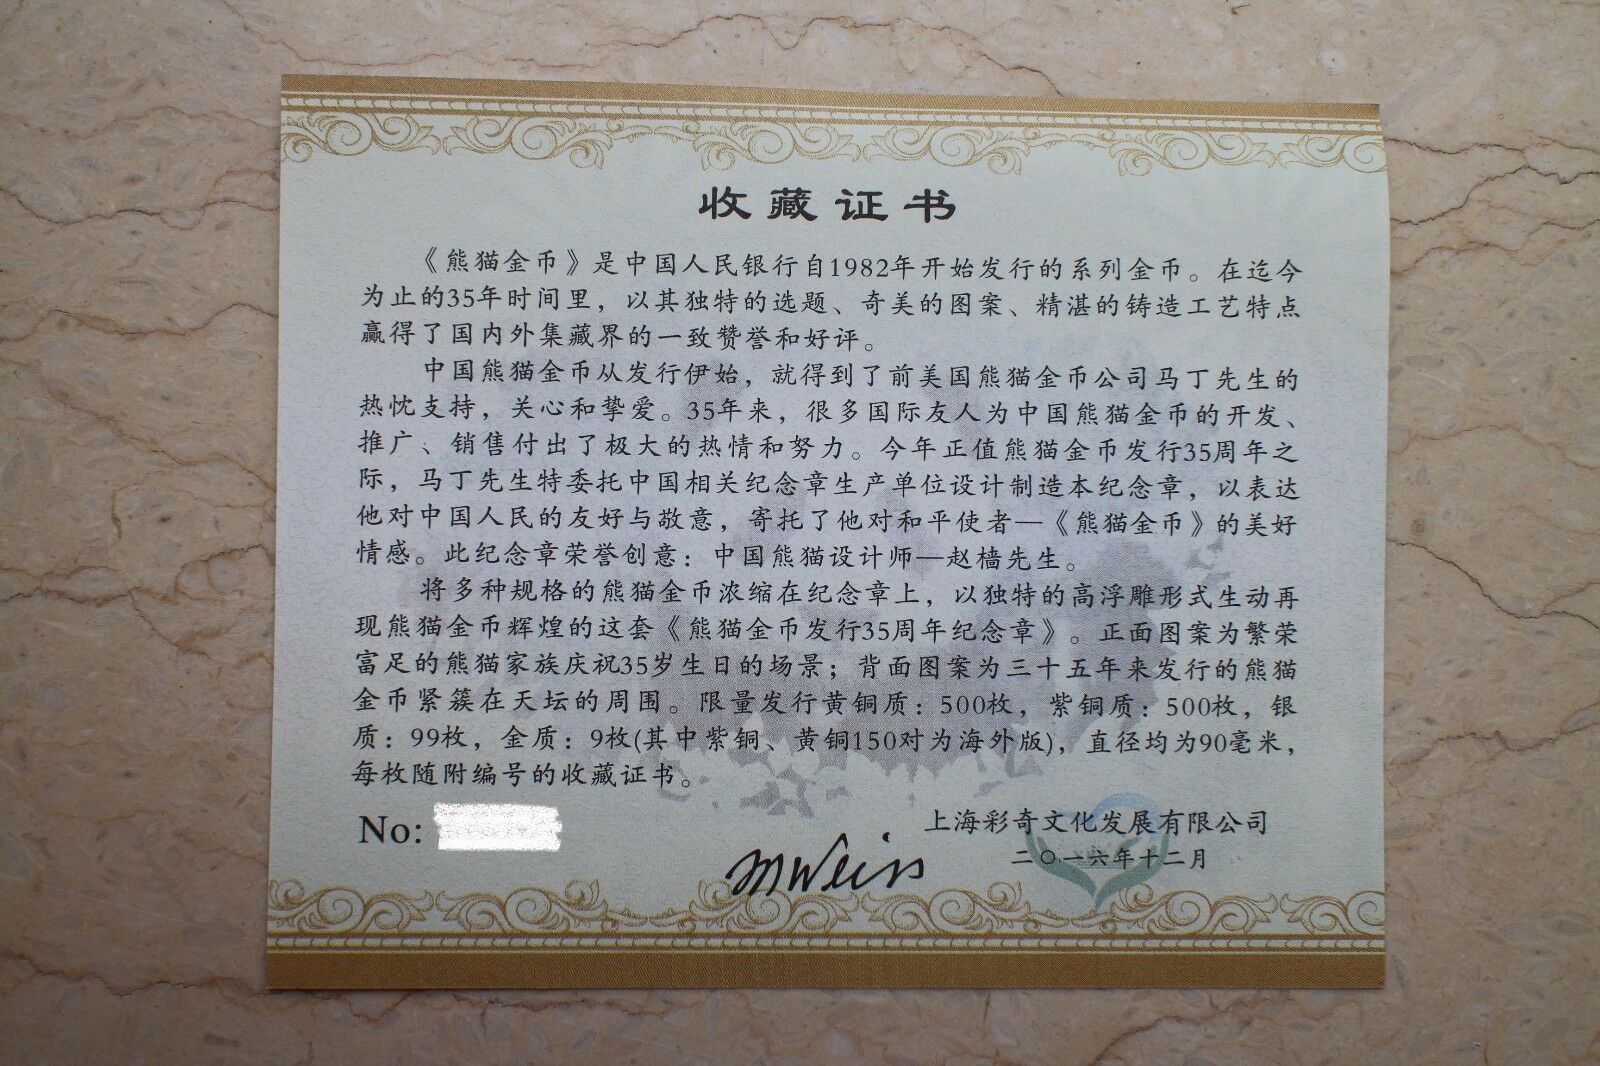 收藏证书
《熊猫金币》是中国人民银行自1982年开始发行的系列金币。在迄今
为止的35年时间里，以其独特的选题、奇美的图案、精湛的铸造工艺特点
赢得了国内外集藏界的一致赞誉和好评。
中国熊猫金币从发行伊始，就得到了前美国熊猫金币公司马丁先生的
热忱支持，关心和挚爱。35年来，很多国际友人为中国熊猫金币的开发、
推广、销售付出了极大的热情和努力。今年正值熊猫金币发行35周年之
际，马丁先生特委托中国相关纪念章生产单位设计制造本纪念章，以表达
他对中国人民的友好与敬意，寄托了他对和平使者—《熊猫金币》的美好
情感。此纪念章荣誉创意：中国熊猫设计师—赵樯先生。
将多种规格的熊猫金币浓缩在纪念章上，以独特的高浮雕形式生动再
现熊猫金币辉煌的这套《熊猫金币发行35周年纪念章》。正面图案为繁荣
富足的熊猫家族庆祝35岁生日的场景；背面图案为三十五年来发行的熊猫
金币紧簇在天坛的周围。限量发行黄铜质：500枚，紫铜质：500枚，银
质：99枚，金质：9枚(其中紫铜、黄铜150对为海外版)，直径均为90毫米，
每枚随附编号的收藏证书。
No:
上海彩奇文化发展有限公司
二〇一六年十二月
MWeiss